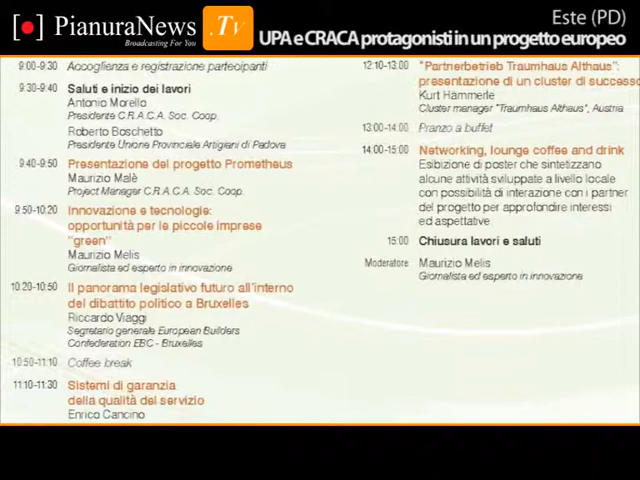 PianuraNews .Tv
Broadcasting For You
Este (PD)
UPA e CRACA protagonisti in un progetto europeo
9:00-9:30 Accoglienza e registrazione partecipanti
9:30-9:40 Saluti e inizio dei lavori
Antonio Morello
Presidente C.R.A.C.A. Soc. Coop.
Roberto Boschetto
Presidente Unione Provinciale Artigiani di Padova
9:40-9:50 Presentazione del progetto Prometheus
Maurizio Malè
Project Manager C.R.A.C.A. Soc. Coop.
9:50-10:20 Innovazione e tecnologie:
opportunità per le piccole imprese
"green"
Maurizio Melis
Giornalista ed esperto in innovazione
10:20-10:50 Il panorama legislativo futuro all'interno
del dibattito politico a Bruxelles
Riccardo Viaggi
Segretario generale European Builders
Confederation EBC - Bruxelles
10:50-11:10 Coffee break
11:10-11:30 Sistemi di garanzia
della qualità del servizio
Enrico Cancino
12:10-13:00 "Partnerbetrieb Traumhaus Althaus":
presentazione di un cluster di successo
Kurt Hämmerle
Cluster manager "Traumhaus Althaus", Austria
13:00-14:00 Pranzo a buffet
14:00-15:00 Networking, lounge coffee and drink
Esibizione di poster che sintetizzano
alcune attività sviluppate a livello locale
con possibilità di interazione con i partner
del progetto per approfondire interessi
ed aspettative
15:00 Chiusura lavori e saluti
Moderatore Maurizio Melis
Giornalista ed esperto in innovazione